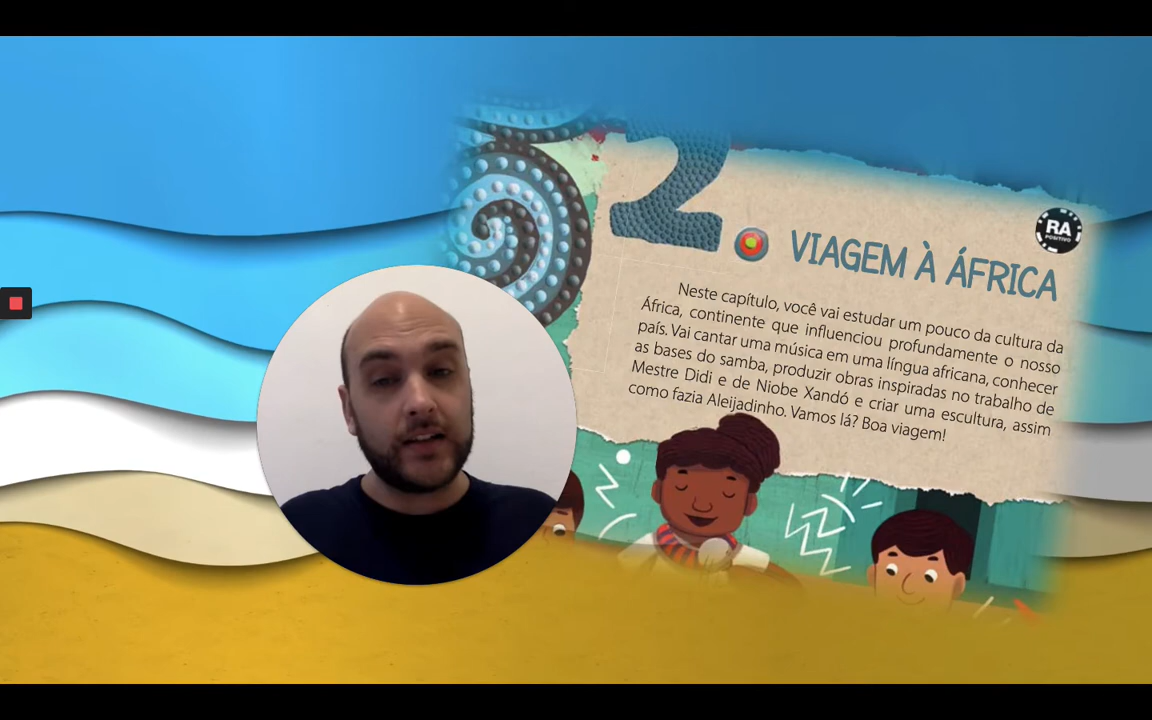 2.
VIAGEM À ÁFRICA
RA
POSITIVO
Neste capítulo, você vai estudar um pouco da cultura da
África, continente que influenciou profundamente o nosso
país. Vai cantar uma música em uma língua africana, conhecer
as bases do samba, produzir obras inspiradas no trabalho de
Mestre Didi e de Niobe Xandó e criar uma escultura, assim
como fazia Aleijadinho. Vamos lá? Boa viagem!